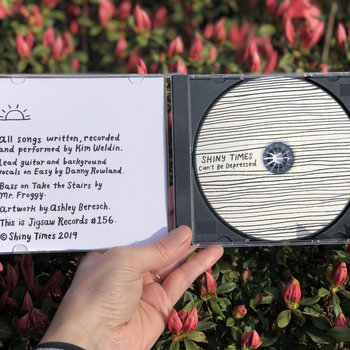 All songs written, recorded
and performed by Kim Weldin.
Lead guitar and background
vocals on Easy by Danny Rowland.
Bass on Take the Stairs by
Mr. Froggy.
Artwork by Ashley Beresch.
This is Jigsaw Records #156.
© Shiny Times 2019
SHINY TIMES
Can't Be Depressed